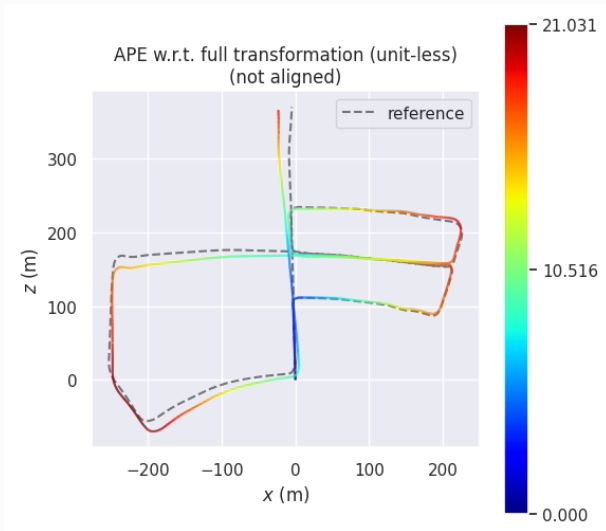 APE w.r.t. full transformation (unit-less)
(not aligned)
reference
21.031
10.516
0.000
300
200
100
0
z (m)
−200
−100
0
100
200
x (m)